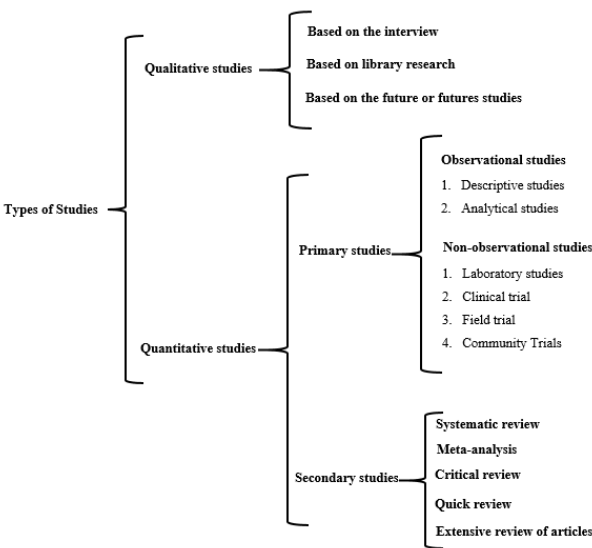 Types of Studies
Qualitative studies
Based on the interview
Based on library research
Based on the future or futures studies
Quantitative studies
Primary studies
Observational studies
1. Descriptive studies
2. Analytical studies
Non-observational studies
1. Laboratory studies
2. Clinical trial
3. Field trial
4. Community Trials
Secondary studies
Systematic review
Meta-analysis
Critical review
Quick review
Extensive review of articles